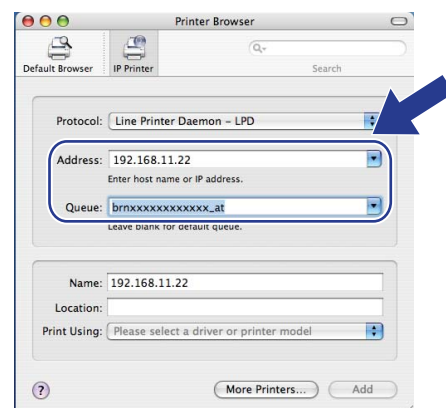 Printer Browser
Default Browser
IP Printer
Q
Search
Protocol: Line Printer Daemon – LPD
Address: 192.168.11.22
Enter host name or IP address.
Queue: brnxxxxxxxxxxxx_at
Leave blank for default queue.
Name: 192.168.11.22
Location:
Print Using: Please select a driver or printer model
? More Printers... Add